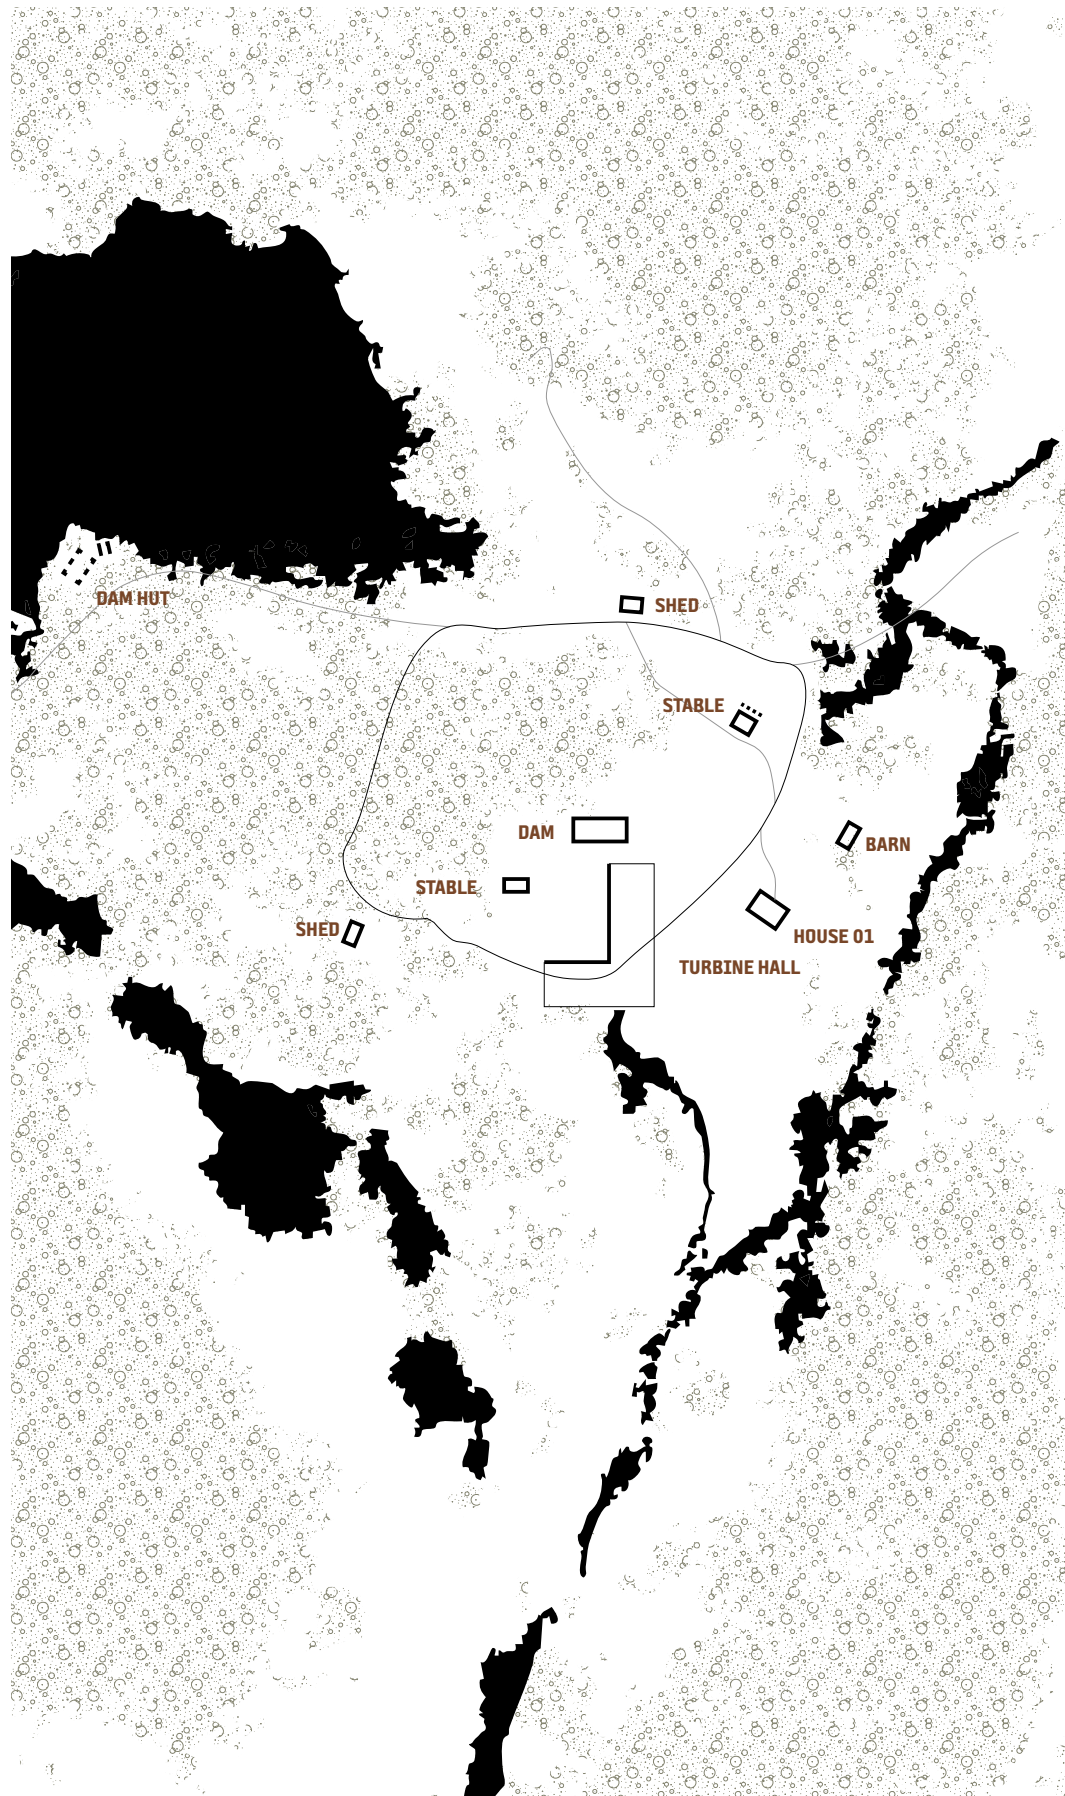 DAM HUT
SHED
STABLE
DAM
BARN
STABLE
SHED
HOUSE 01
TURBINE HALL